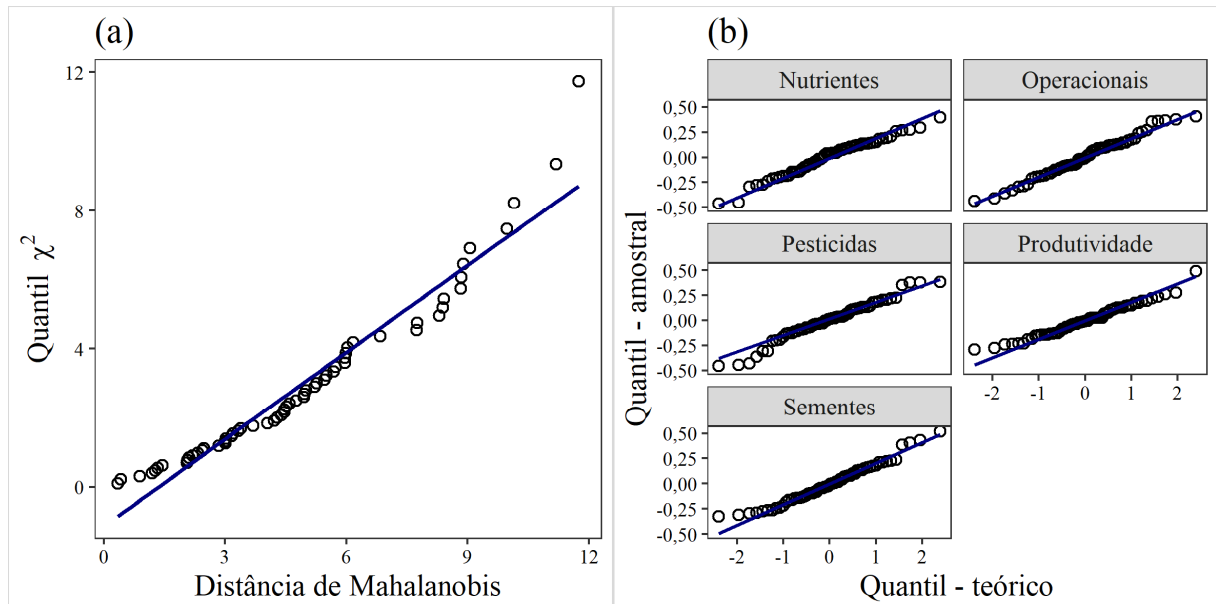 (a)
12
8
4
0
Quantil χ²
0 3 6 9 12
Distância de Mahalanobis
(b)
Nutrientes
Operacionais
0,50
0,25
0,00
-0,25
-0,50
Pesticidas
Produtividade
0,50
0,25
0,00
-0,25
-0,50
-2 -1 0 1 2
Sementes
0,50
0,25
0,00
-0,25
-0,50
-2 -1 0 1 2
Quantil - amostral
Quantil - teórico